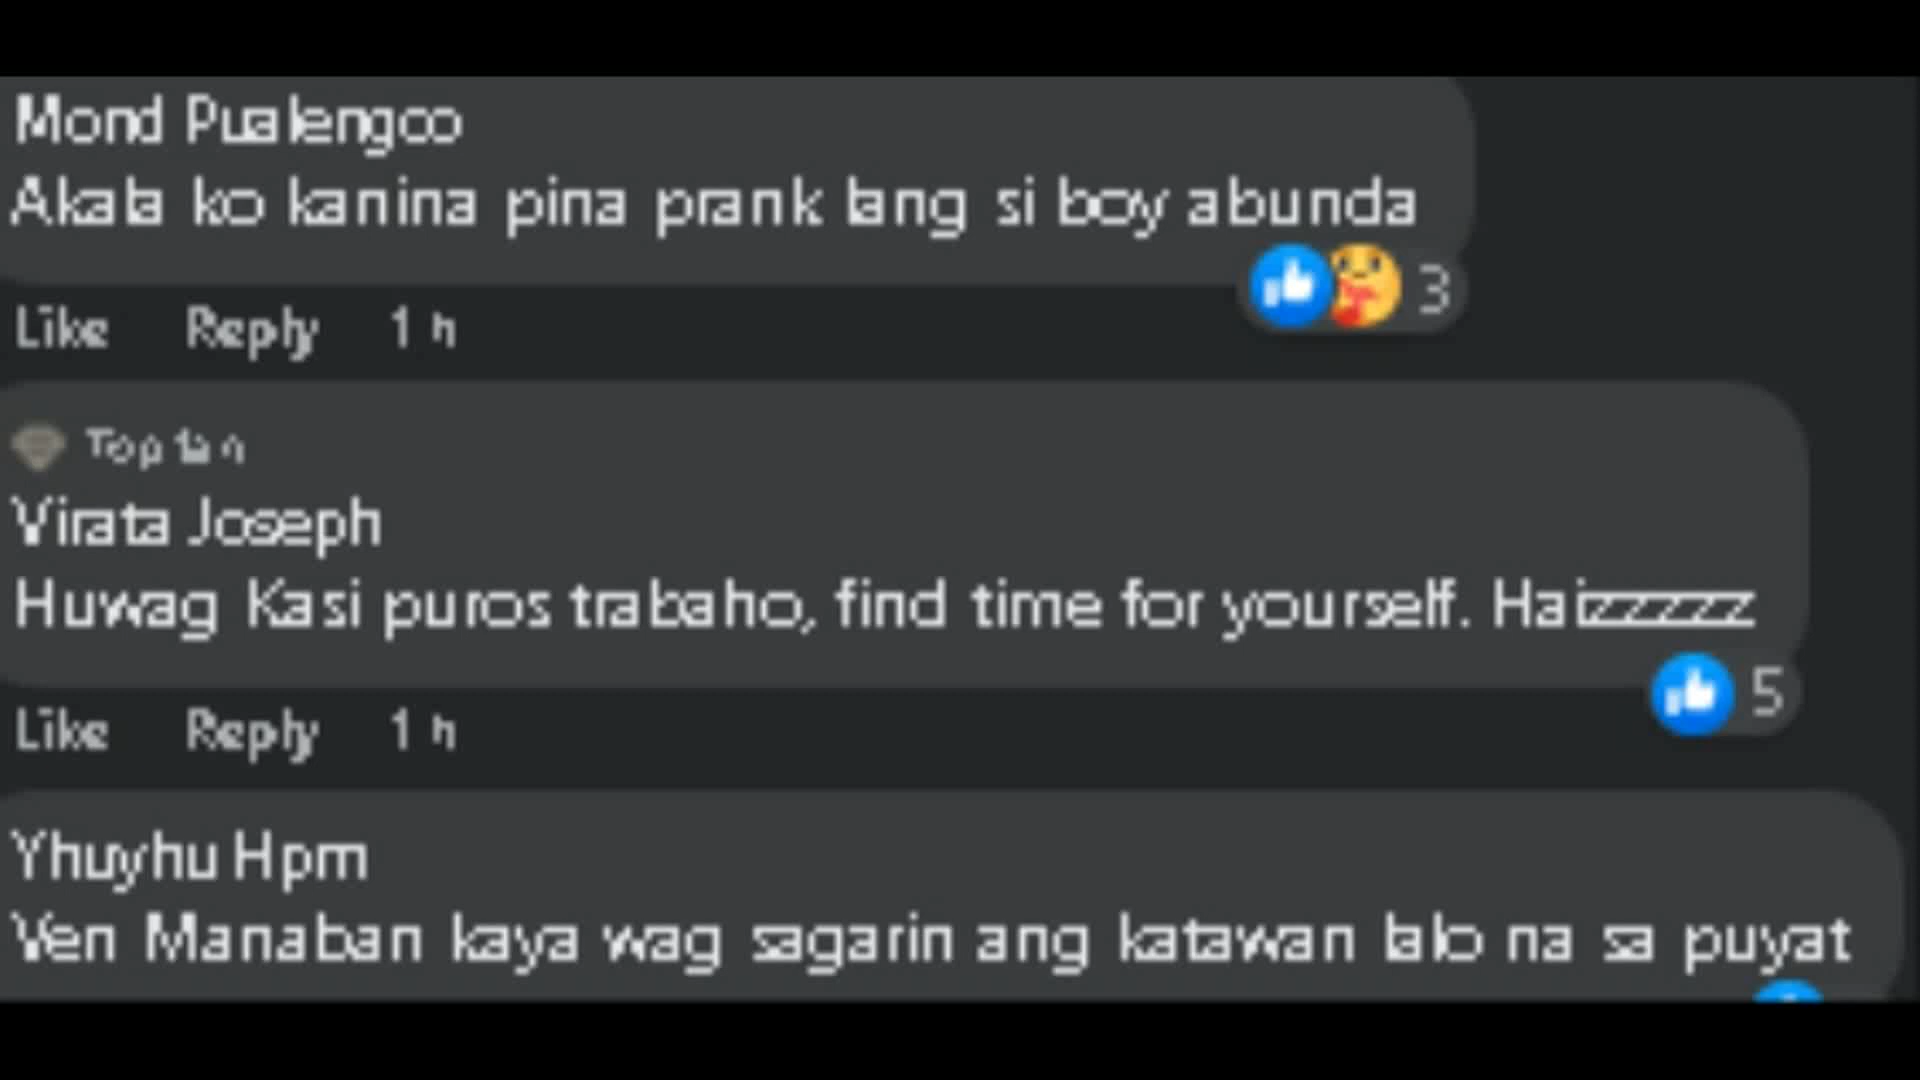 Mond Pualengco
Akala ko kanina pina prank lang si boy abunda
3
Like Reply 1 h
Top fan
Virata Joseph
Huwag Kasi puros trabaho, find time for yourself. Haizzzzz
5
Like Reply 1 h
Yhuyhu Hpm
Ven Manaban kaya wag sagarin ang katawan lalo na sa puyat